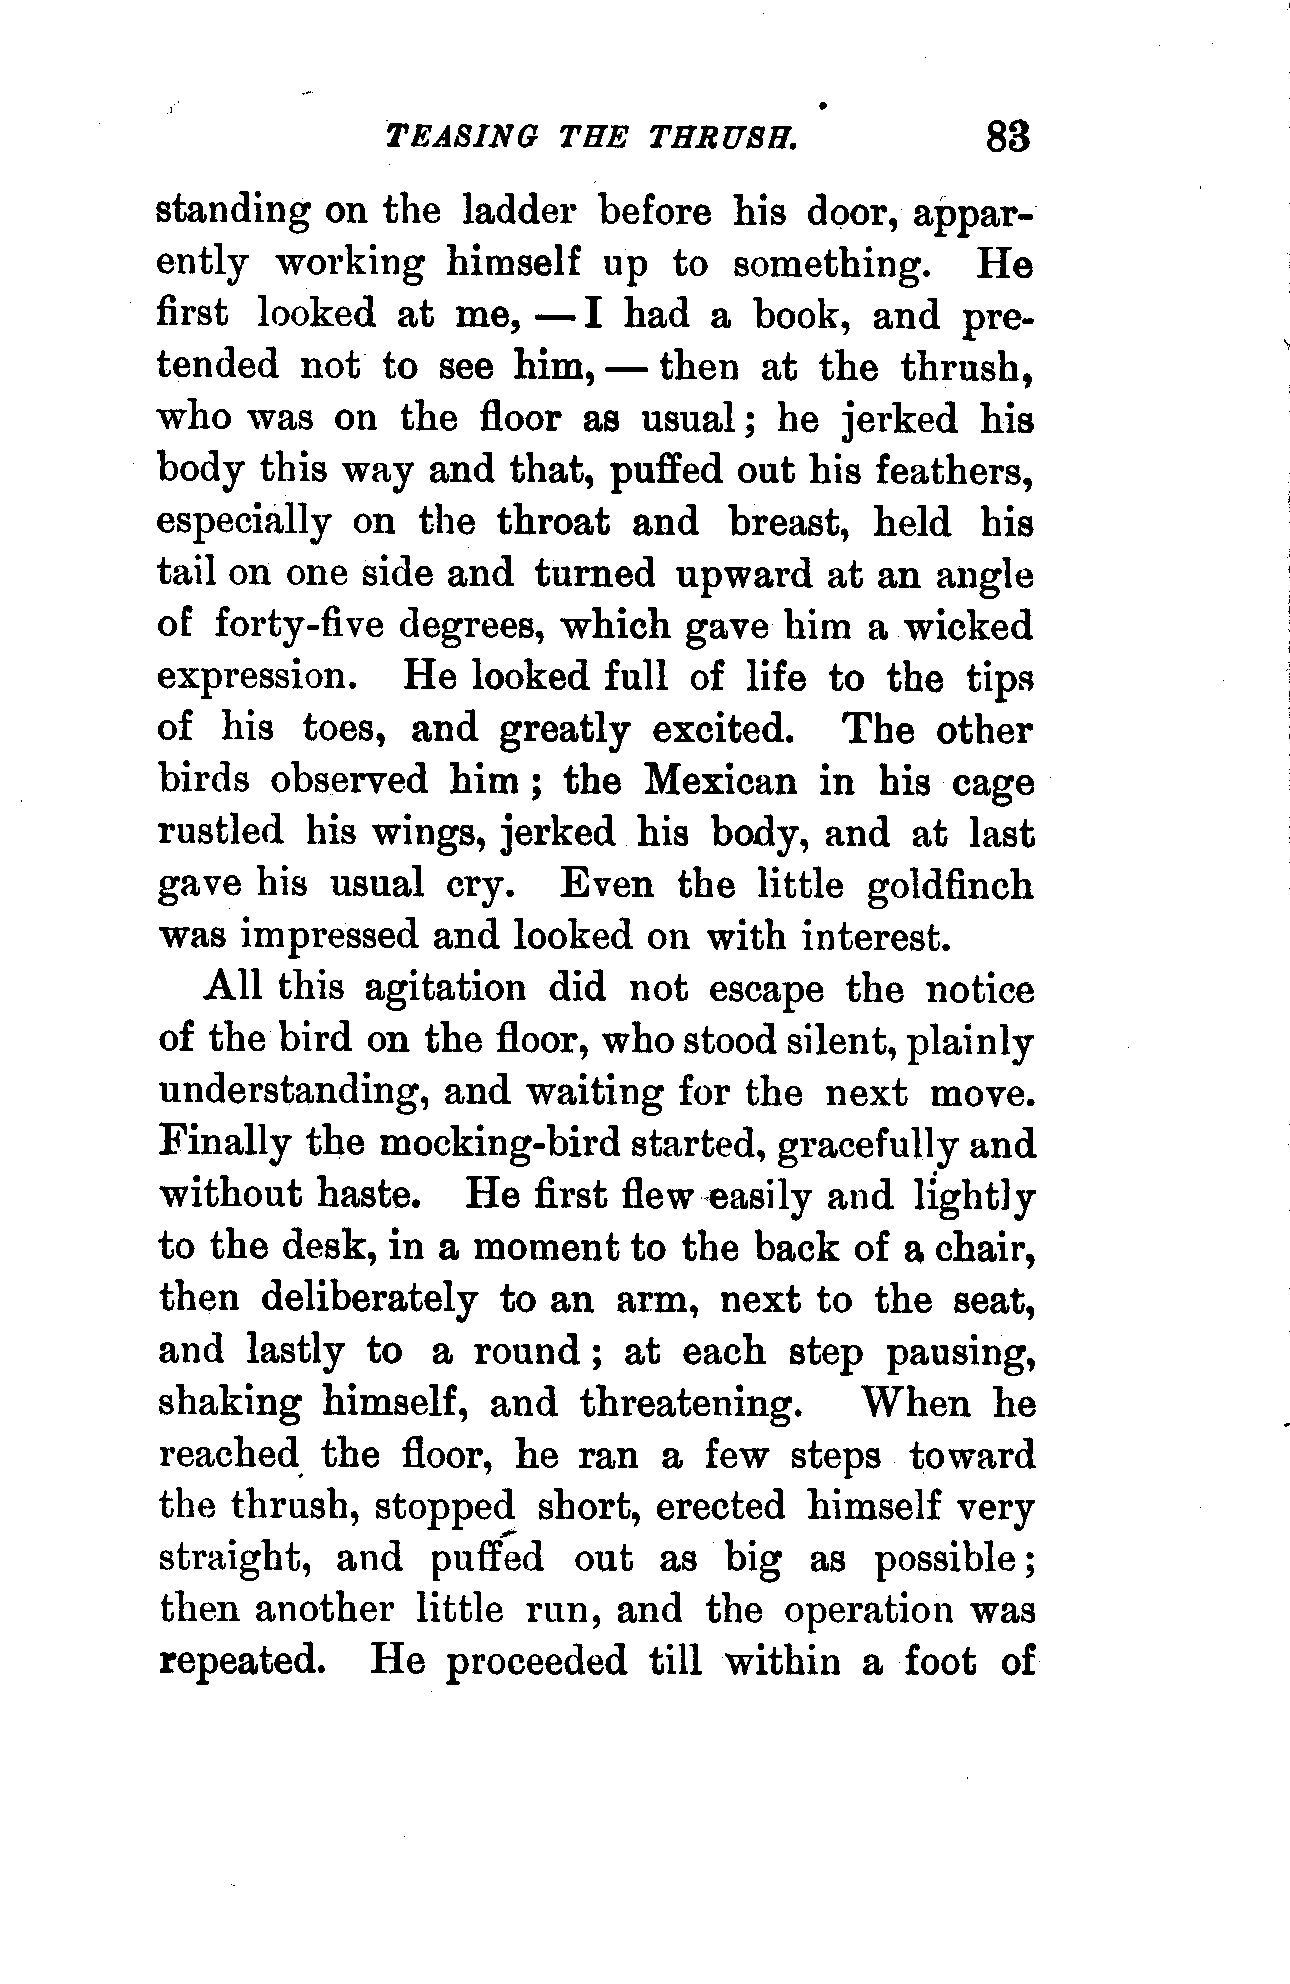 TEASING THE THRUSH. 83
standing on the ladder before his door, appar-
ently working himself up to something. He
first looked at me, — I had a book, and pre-
tended not to see him, — then at the thrush,
who was on the floor as usual; he jerked his
body this way and that, puffed out his feathers,
especially on the throat and breast, held his
tail on one side and turned upward at an angle
of forty-five degrees, which gave him a wicked
expression. He looked full of life to the tips
of his toes, and greatly excited. The other
birds observed him; the Mexican in his cage
rustled his wings, jerked his body, and at last
gave his usual cry. Even the little goldfinch
was impressed and looked on with interest.
All this agitation did not escape the notice
of the bird on the floor, who stood silent, plainly
understanding, and waiting for the next move.
Finally the mocking-bird started, gracefully and
without haste. He first flew easily and lightly
to the desk, in a moment to the back of a chair,
then deliberately to an arm, next to the seat,
and lastly to a round; at each step pausing,
shaking himself, and threatening. When he
reached the floor, he ran a few steps toward
the thrush, stopped short, erected himself very
straight, and puffed out as big as possible;
then another little run, and the operation was
repeated. He proceeded till within a foot of